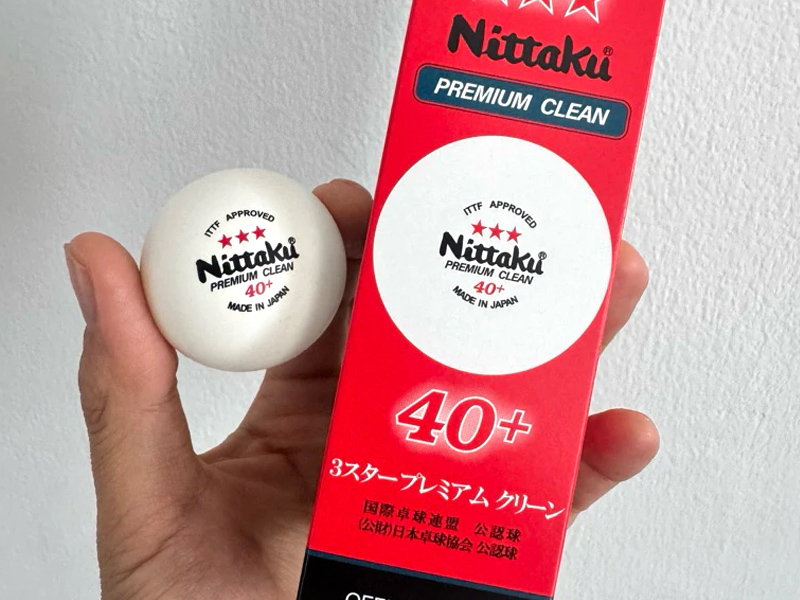 ITTF APPROVED
Nittaku®
PREMIUM CLEAN
40+
MADE IN JAPAN
Nittaku®
PREMIUM CLEAN
ITTF APPROVED
Nittaku®
PREMIUM CLEAN
40+
MADE IN JAPAN
40+
3スタープレミアム クリーン
国際卓球連盟 公認球
(公財)日本卓球協会 公認球